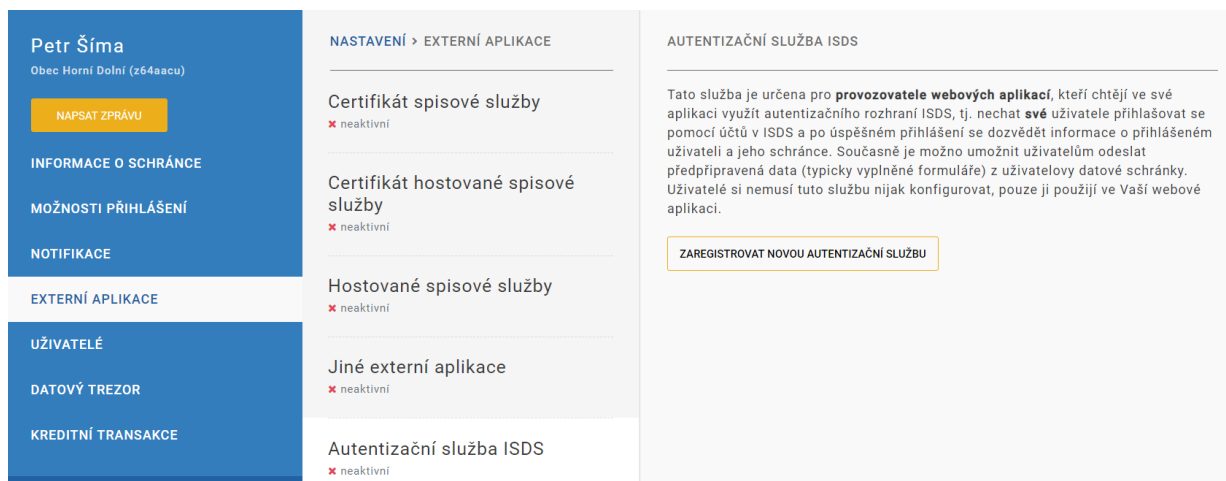 Petr Šíma
Obec Horní Dolní (z64aacu)
NAPSAT ZPRÁVU
INFORMACE O SCHRÁNCE
MOŽNOSTI PŘIHLÁŠENÍ
NOTIFIKACE
EXTERNÍ APLIKACE
UŽIVATELÉ
DATOVÝ TREZOR
KREDITNÍ TRANSAKCE
NASTAVENÍ > EXTERNÍ APLIKACE
Certifikát spisové služby
✖ neaktivní
Certifikát hostované spisové
služby
✖ neaktivní
Hostované spisové služby
✖ neaktivní
Jiné externí aplikace
✖ neaktivní
Autentizační služba ISDS
✖ neaktivní
AUTENTIZAČNÍ SLUŽBA ISDS
Tato služba je určena pro provozovatele webových aplikací, kteří chtějí ve své
aplikaci využít autentizačního rozhraní ISDS, tj. nechat své uživatele přihlašovat se
pomocí účtů v ISDS a po úspěšném přihlášení se dozvědět informace o přihlášeném
uživateli a jeho schránce. Současně je možno umožnit uživatelům odeslat
předpřipravená data (typicky vyplněné formuláře) z uživatelovy datové schránky.
Uživatelé si nemusí tuto službu nijak konfigurovat, pouze ji použijí ve Vaší webové
aplikaci.
ZAREGISTROVAT NOVOU AUTENTIZAČNÍ SLUŽBU